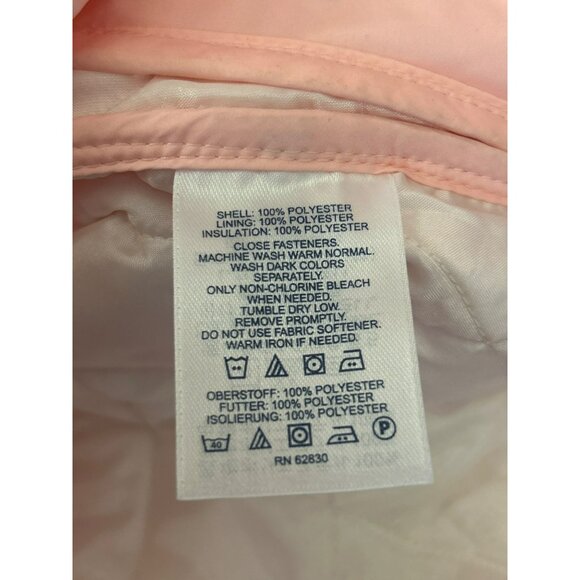 SHELL: 100% POLYESTER
LINING: 100% POLYESTER
INSULATION: 100% POLYESTER
CLOSE FASTENERS.
MACHINE WASH WARM NORMAL.
WASH DARK COLORS
SEPARATELY.
ONLY NON-CHLORINE BLEACH
WHEN NEEDED.
TUMBLE DRY LOW.
REMOVE PROMPTLY.
DO NOT USE FABRIC SOFTENER.
WARM IRON IF NEEDED.
OBERSTOFF: 100% POLYESTER
FUTTER: 100% POLYESTER
ISOLIERUNG: 100% POLYESTER
40 P
RN 62830